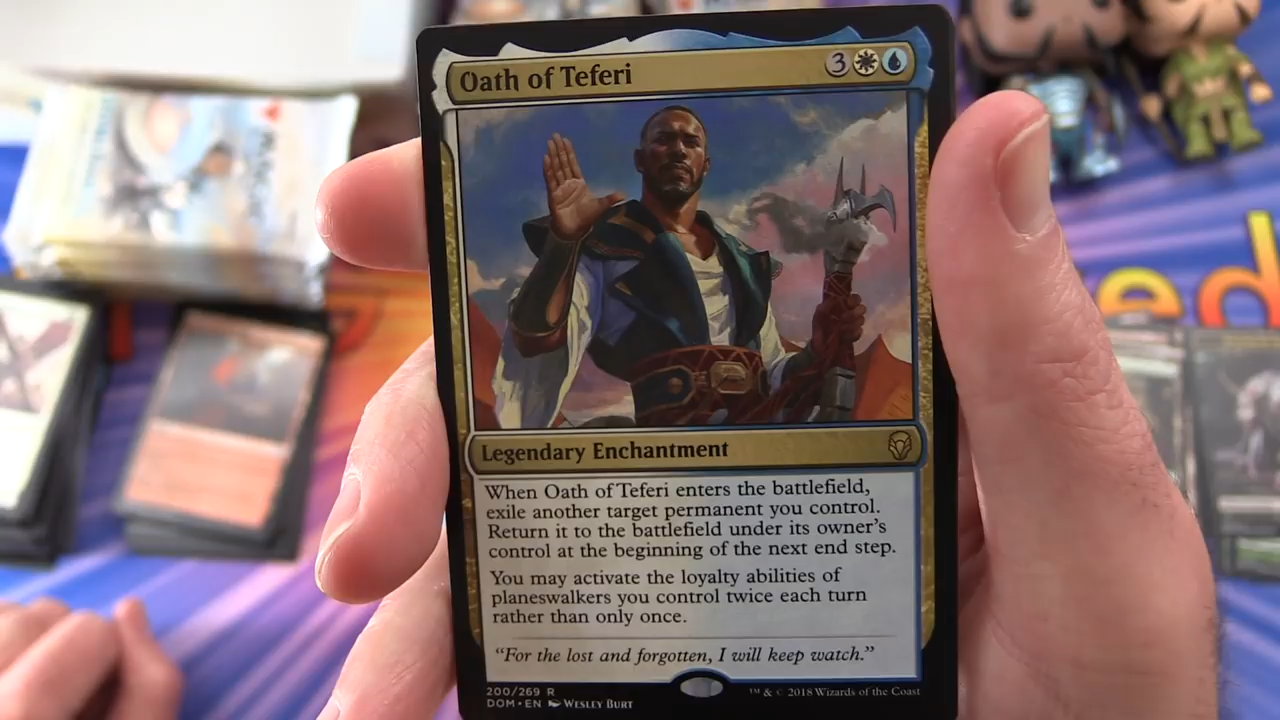 Oath of Teferi
3
Legendary Enchantment
When Oath of Teferi enters the battlefield,
exile another target permanent you control.
Return it to the battlefield under its owner's
control at the beginning of the next end step.
You may activate the loyalty abilities of
planeswalkers you control twice each turn
rather than only once.
"For the lost and forgotten, I will keep watch."
200/269 R
DOM • EN Wesley Burt
™ & © 2018 Wizards of the Coast
ed